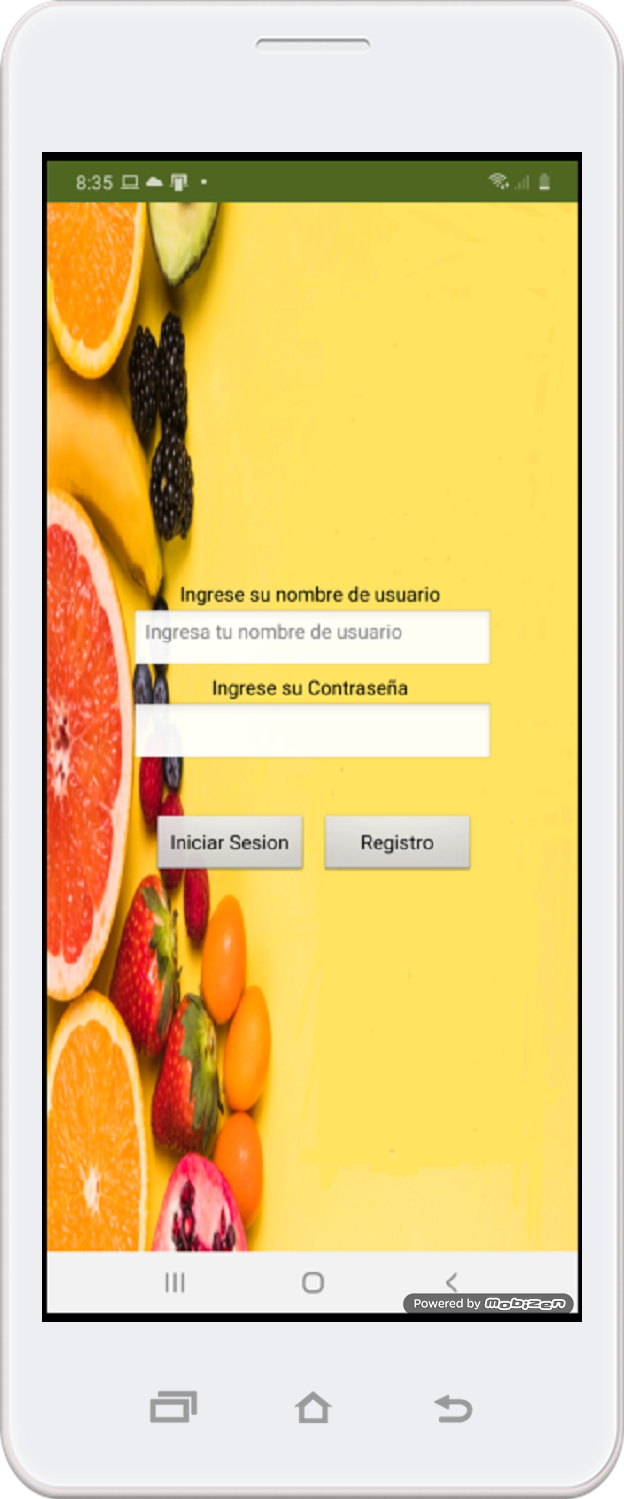 8:35
Ingrese su nombre de usuario
Ingresa tu nombre de usuario
Ingrese su Contraseña
Iniciar Sesion
Registro
Powered by mobizen